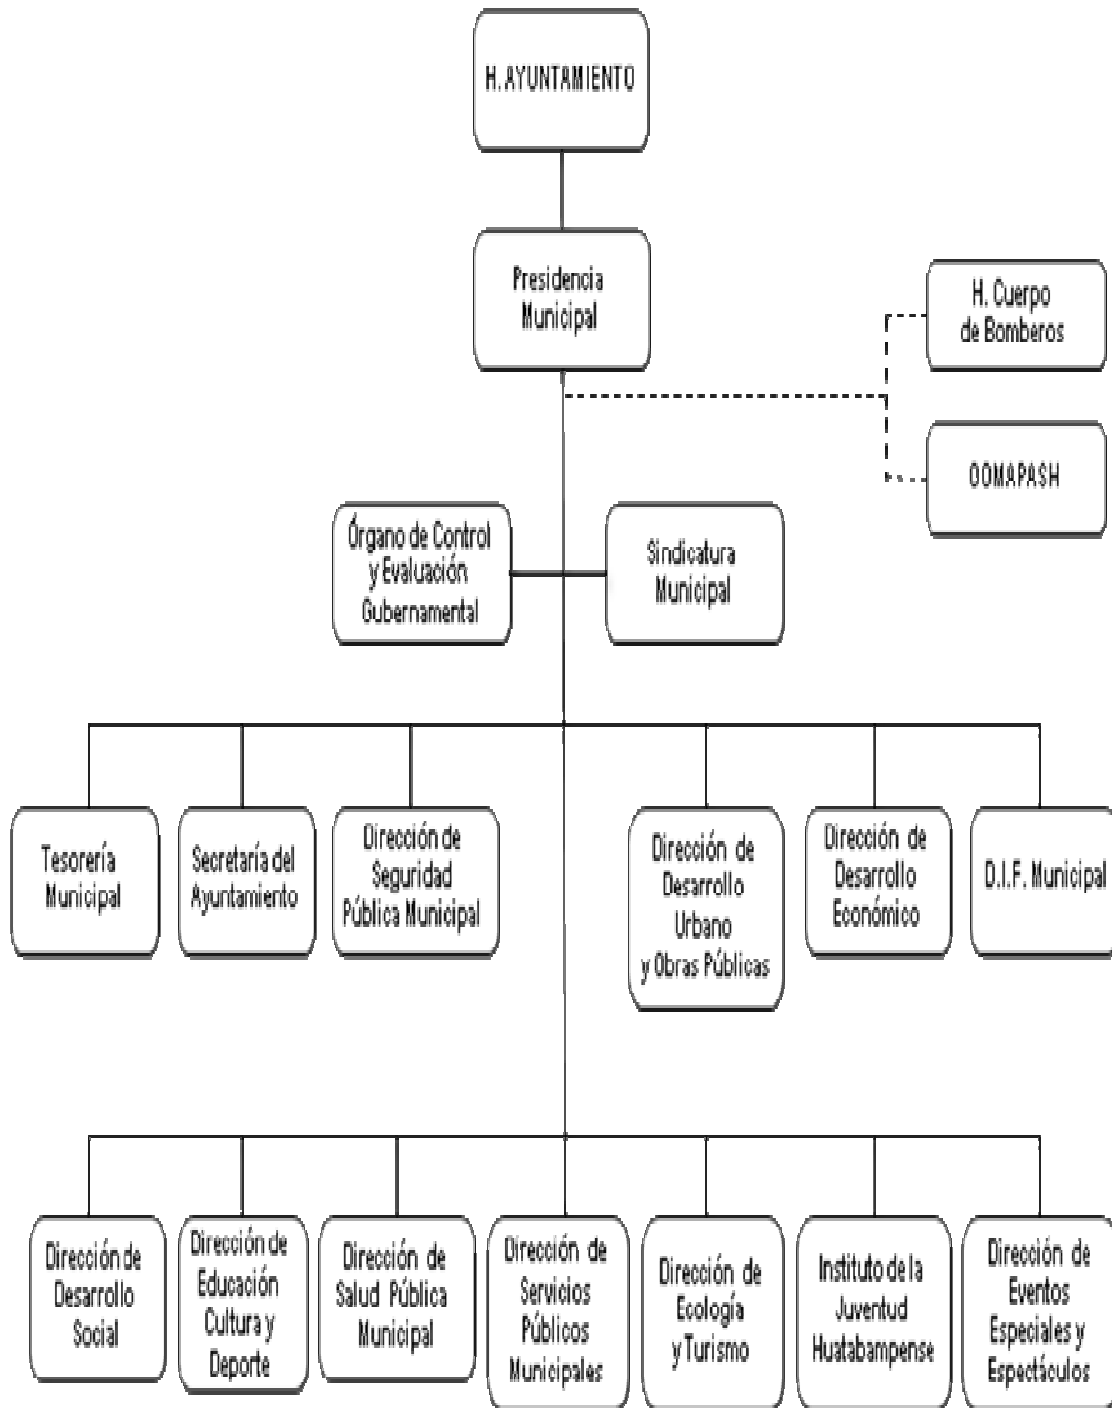 H. AYUNTAMIENTO
Presidencia
Municipal
H. Cuerpo
de Bomberos
OOMAPASH
Órgano de Control
y Evaluación
Gubernamental
Sindicatura
Municipal
Tesorería
Municipal
Secretaría del
Ayuntamiento
Dirección de
Seguridad
Pública Municipal
Dirección de
Desarrollo
Urbano
y Obras Públicas
Dirección de
Desarrollo
Económico
D.I.F. Municipal
Dirección de
Desarrollo
Social
Dirección de
Educación
Cultura y
Deporte
Dirección de
Salud Pública
Municipal
Dirección de
Servicios
Públicos
Municipales
Dirección de
Ecología
y Turismo
Instituto de la
Juventud
Huatabampense
Dirección de
Eventos
Especiales y
Espectáculos